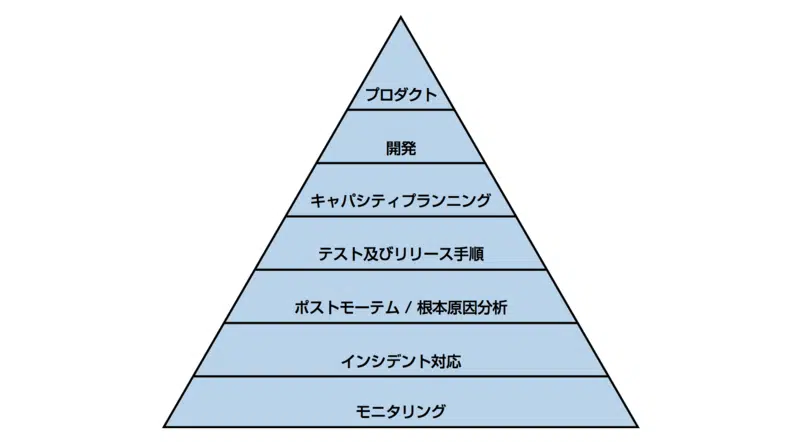 プロダクト
開発
キャパシティプランニング
テスト及びリリース手順
ポストモーテム / 根本原因分析
インシデント対応
モニタリング